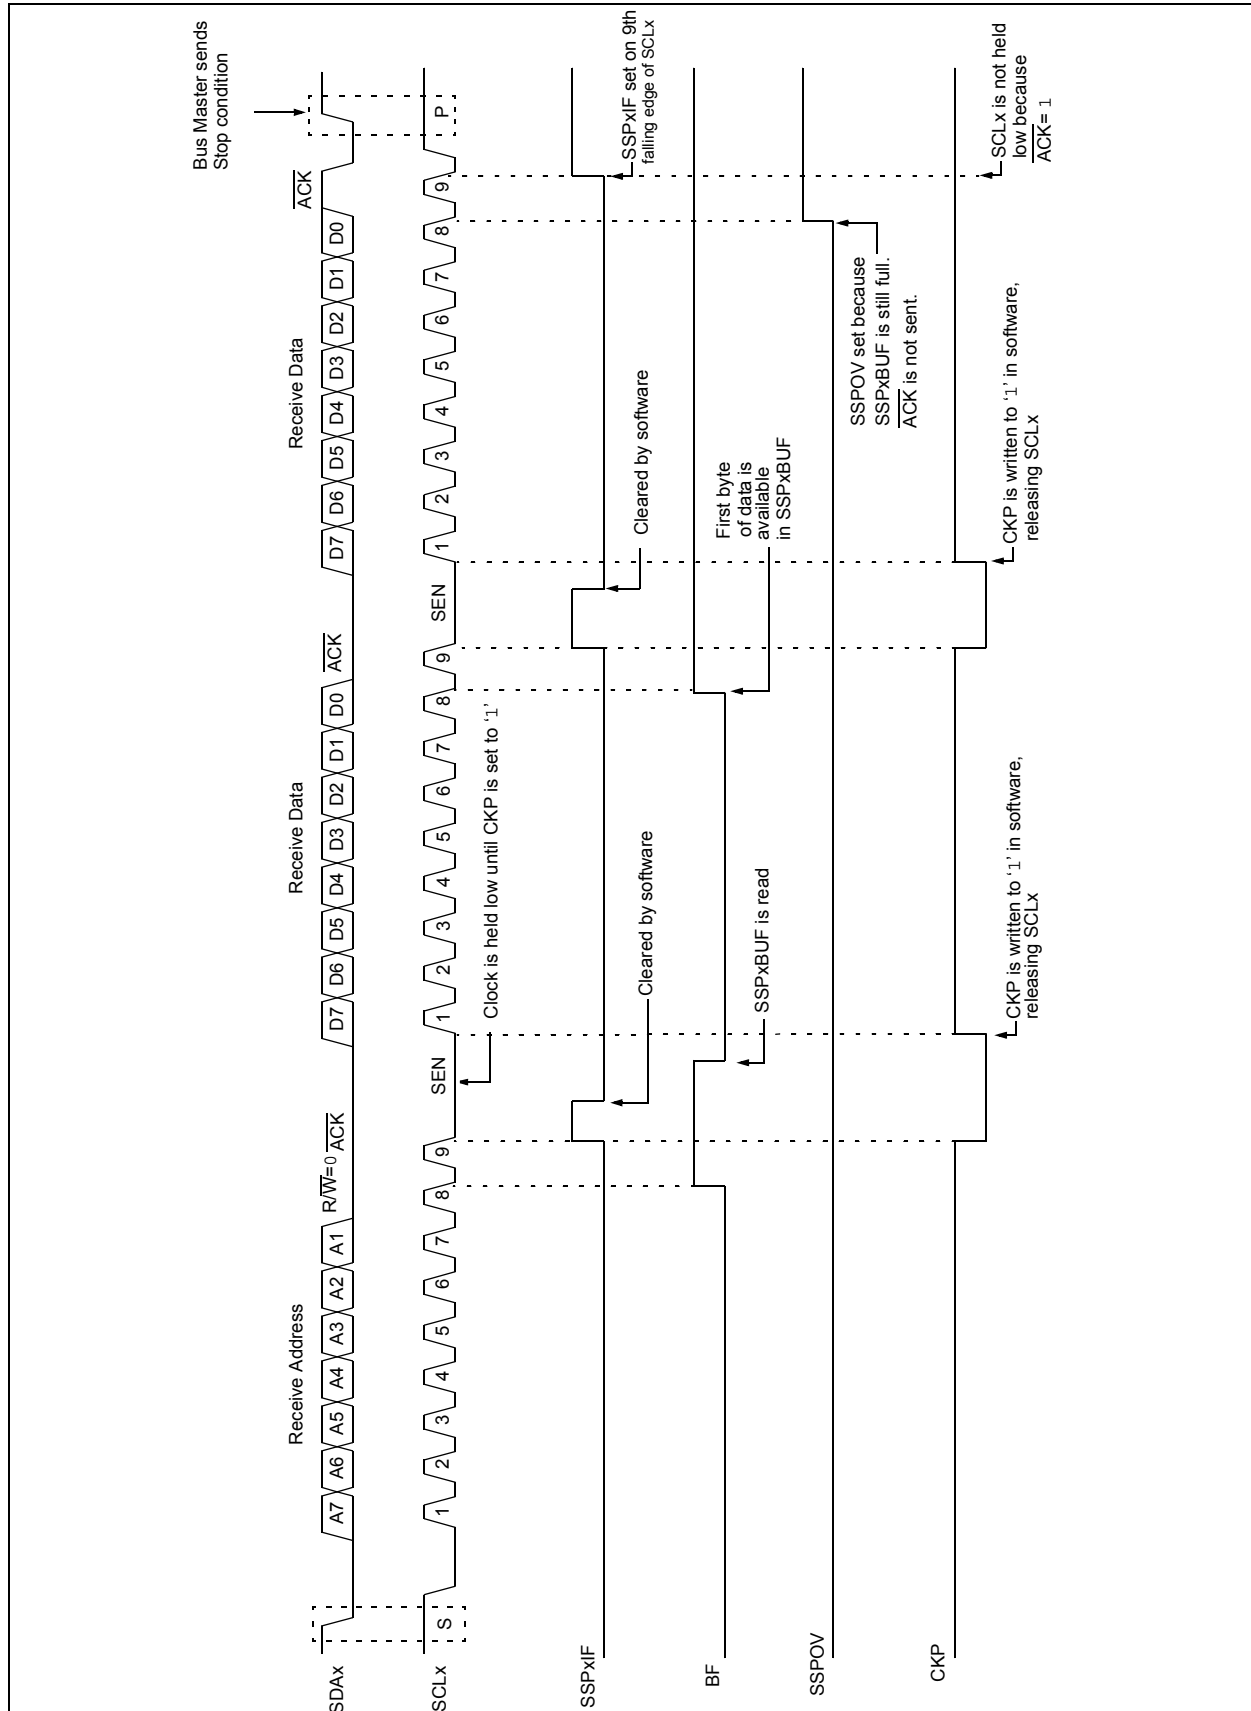 Bus Master sends
Stop condition
Receive Address
Receive Data
Receive Data
SDAx
A7 A6 A5 A4 A3 A2 A1
R/W=0 ACK
D7 D6 D5 D4 D3 D2 D1 D0
ACK
D7 D6 D5 D4 D3 D2 D1 D0
ACK
SCLx
S
1 2 3 4 5 6 7 8 9
SEN
1 2 3 4 5 6 7 8 9
SEN
1 2 3 4 5 6 7 8 9
P
Clock is held low until CKP is set to ‘1’
SSPxIF
Cleared by software
Cleared by software
SSPxIF set on 9th
falling edge of SCLx
BF
SSPxBUF is read
First byte
of data is
available
in SSPxBUF
SSPOV
SSPOV set because
SSPxBUF is still full.
ACK is not sent.
CKP
CKP is written to ‘1’ in software,
releasing SCLx
CKP is written to ‘1’ in software,
releasing SCLx
SCLx is not held
low because
ACK= 1